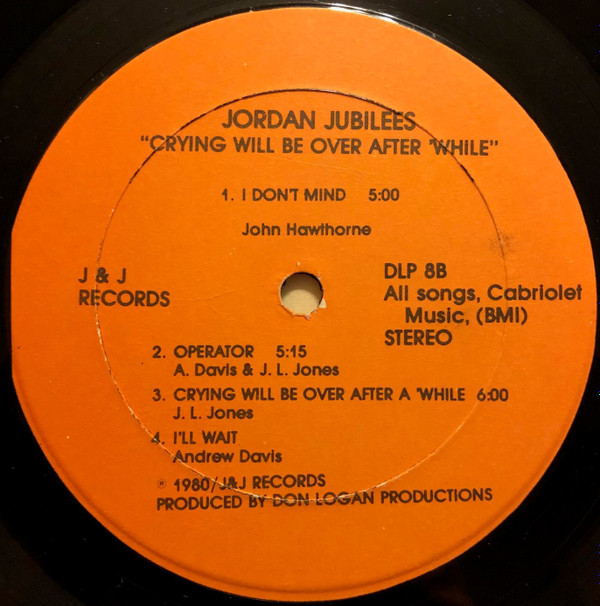 JORDAN JUBILEES
“CRYING WILL BE OVER AFTER 'WHILE”
1. I DON'T MIND 5:00
John Hawthorne
J & J
RECORDS
DLP 8B
All songs, Cabriolet
Music, (BMI)
STEREO
2. OPERATOR 5:15
A. Davis & J. L. Jones
3. CRYING WILL BE OVER AFTER A 'WHILE 6:00
J. L. Jones
4. I'LL WAIT
Andrew Davis
℗ 1980/J&J RECORDS
PRODUCED BY DON LOGAN PRODUCTIONS